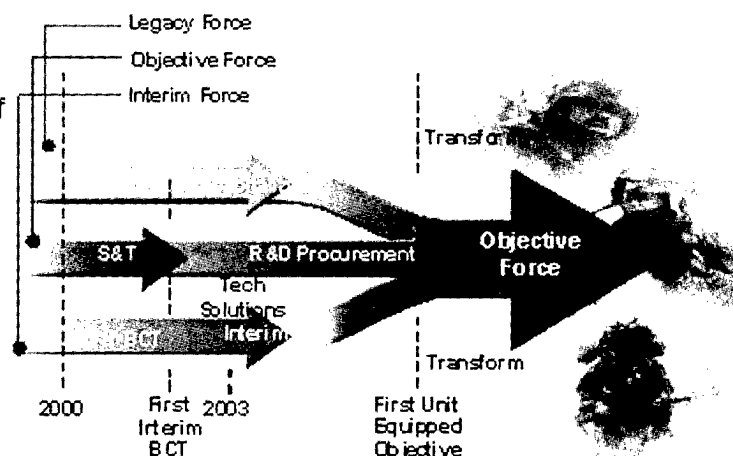 Legacy Force
Objective Force
Interim Force
f
Transform
S&T
R&D Procurement
Objective
Force
Tech
Solutions
Interim
BCT
Transform
2000
First
Interim
BCT
2003
First Unit
Equipped
Objective